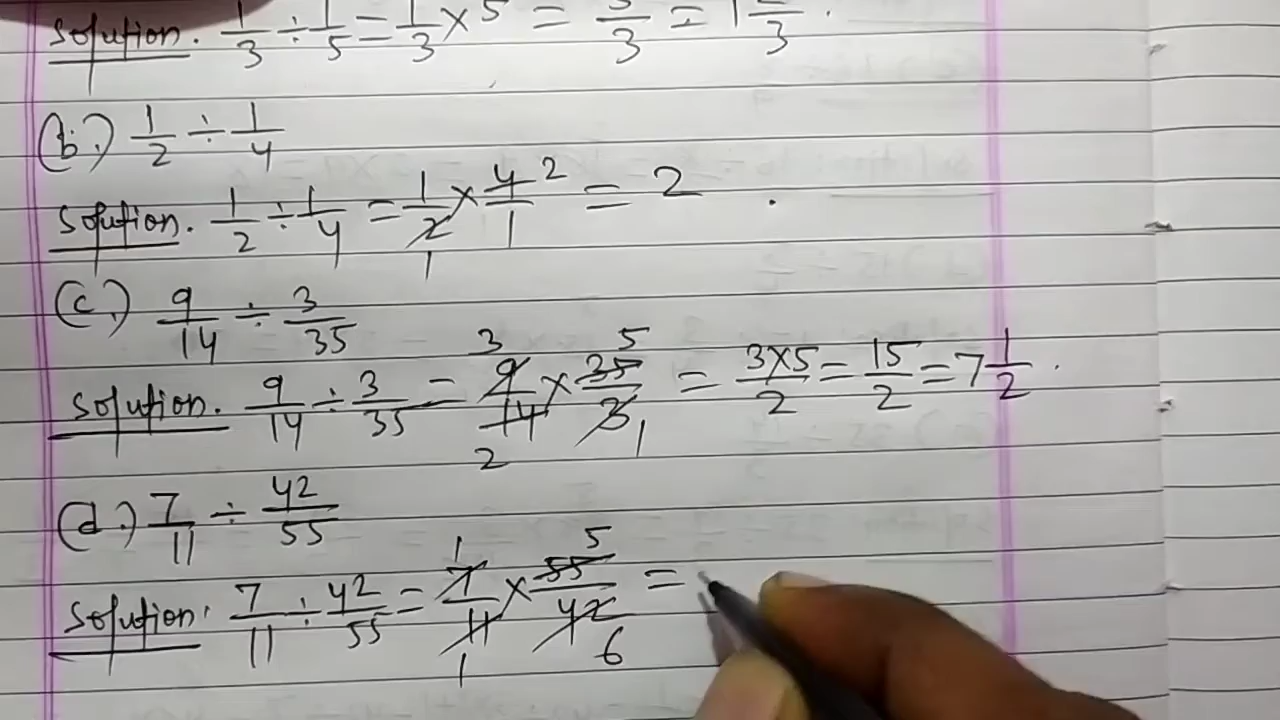 Solution. 1/3 ÷ 1/5 = 1/3 × 5 = 5/3 = 1 2/3.
(b.) 1/2 ÷ 1/4
Solution. 1/2 ÷ 1/4 = 1/2 1 × 4/1 2 = 2 .
(c.) 9/14 ÷ 3/35
Solution. 9/14 ÷ 3/35 = 3 9/14 2 × 5 35/3 1 = 3×5/2 = 15/2 = 7 1/2 .
(d.) 7/11 ÷ 42/55
Solution. 7/11 ÷ 42/55 = 1 7/11 1 × 5 55/42 6 =